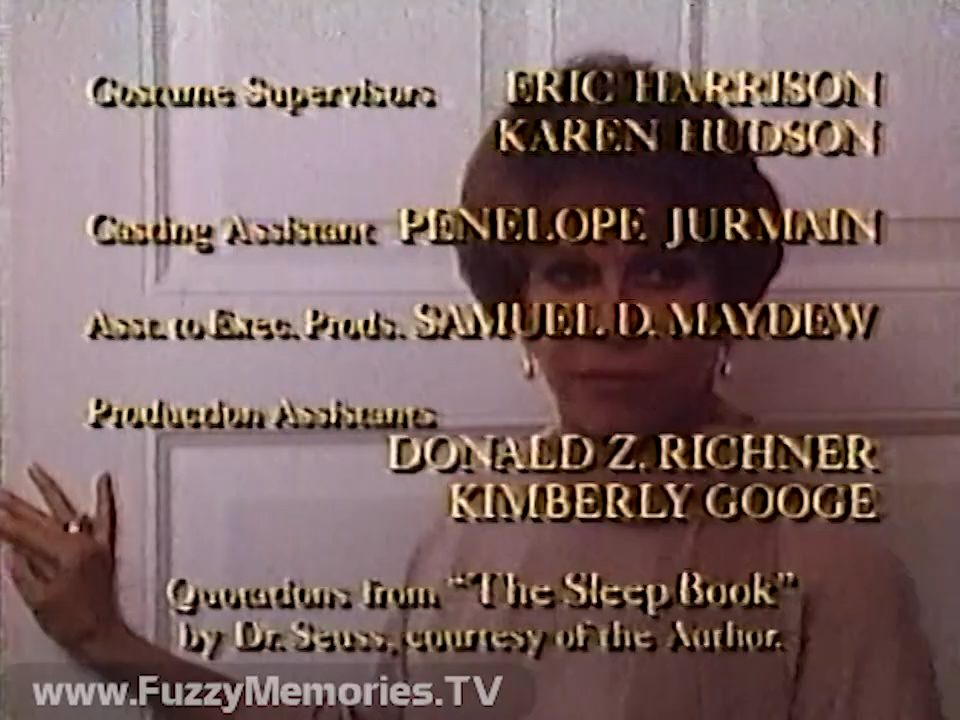 Costume Supervisors ERIC HARRISON
KAREN HUDSON
Casting Assistant PENELOPE JURMAIN
Asst. to Exec. Prods. SAMUEL D. MAYDEW
Production Assistants
DONALD Z. RICHNER
KIMBERLY GOOGE
Quotations from "The Sleep Book"
by Dr. Seuss, courtesy of the Author.
www.FuzzyMemories.TV